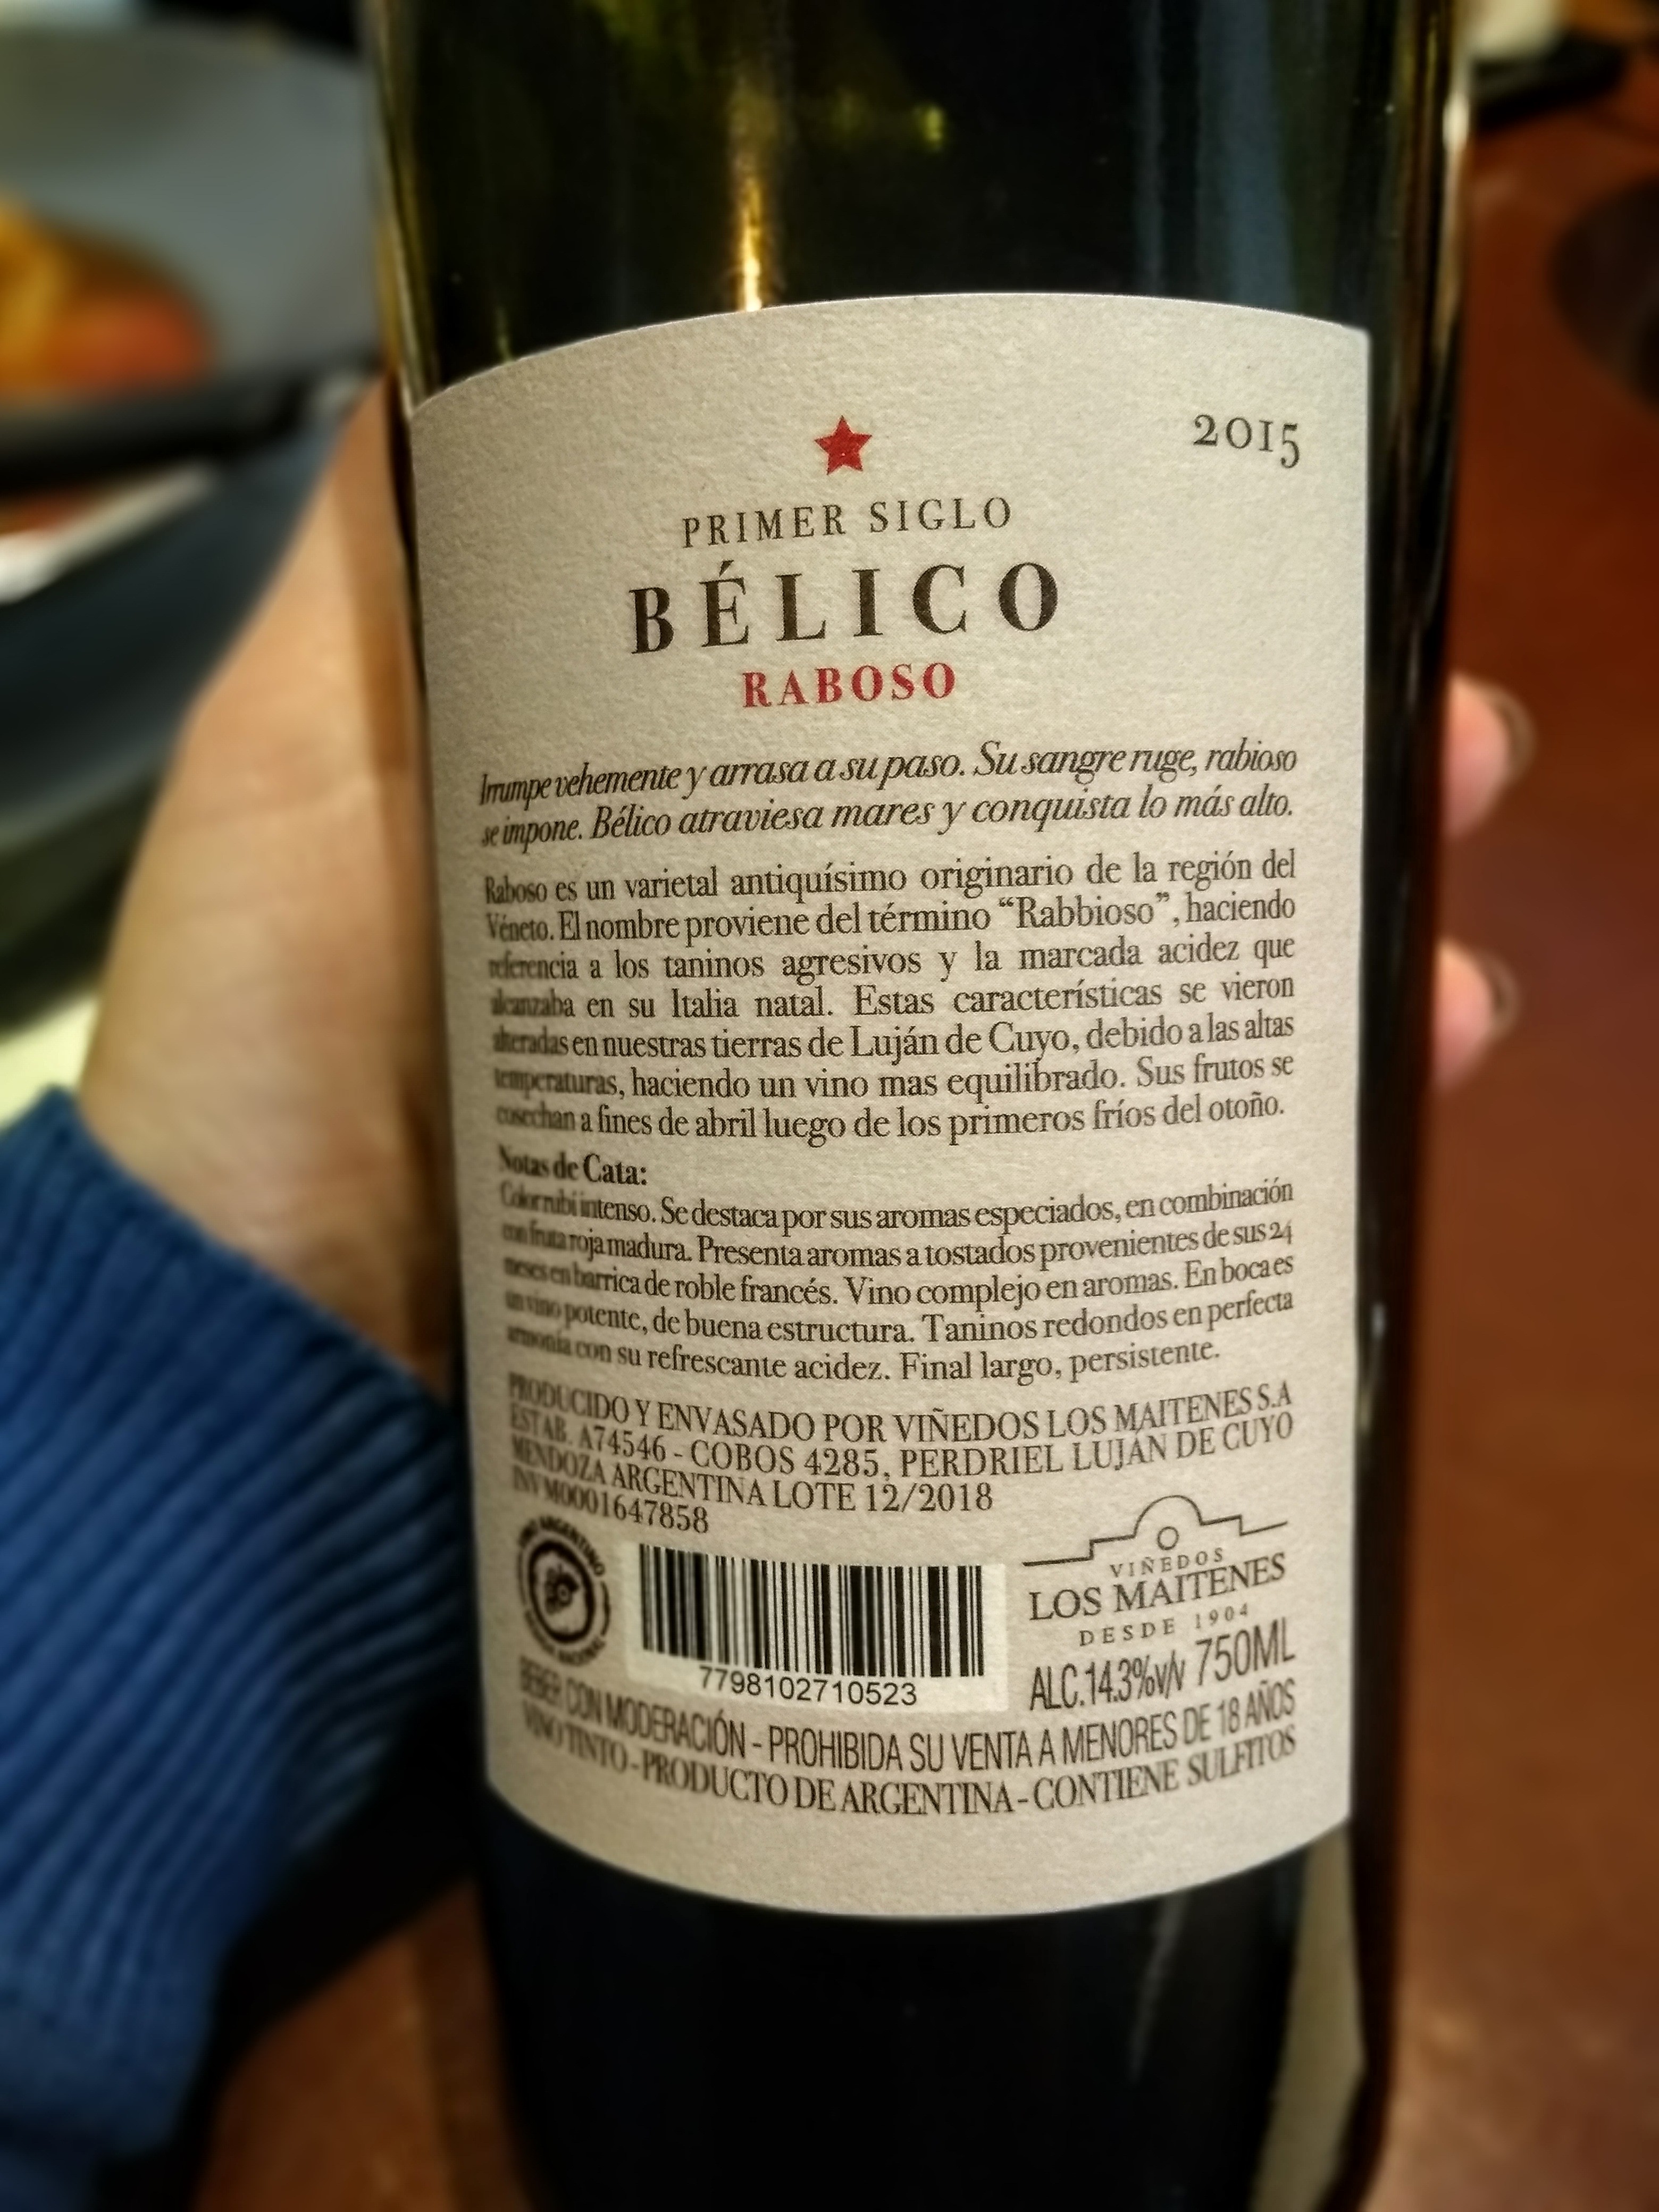 2015
PRIMER SIGLO
BÉLICO
RABOSO
Irrumpe vehemente y arrasa a su paso. Su sangre ruge, rabioso
se impone. Bélico atraviesa mares y conquista lo más alto.
Raboso es un varietal antiquísimo originario de la región del
Véneto. El nombre proviene del término “Rabbioso”, haciendo
referencia a los taninos agresivos y la marcada acidez que
alcanzaba en su Italia natal. Estas características se vieron
alteradas en nuestras tierras de Luján de Cuyo, debido a las altas
temperaturas, haciendo un vino mas equilibrado. Sus frutos se
cosechan a fines de abril luego de los primeros fríos del otoño.
Notas de Cata:
Color rubí intenso. Se destaca por sus aromas especiados, en combinación
con fruta roja madura. Presenta aromas a tostados provenientes de sus 24
meses en barrica de roble francés. Vino complejo en aromas. En boca es
un vino potente, de buena estructura. Taninos redondos en perfecta
armonía con su refrescante acidez. Final largo, persistente.
PRODUCIDO Y ENVASADO POR VIÑEDOS LOS MAITENES S.A
ESTAB. A74546 - COBOS 4285, PERDRIEL LUJÁN DE CUYO
MENDOZA ARGENTINA LOTE 12/2018
INV M0001647858
ARGENTINO
7798102710523
VIÑEDOS
LOS MAITENES
DESDE 1904
ALC.14.3%v/v 750ML
BEBER CON MODERACIÓN - PROHIBIDA SU VENTA A MENORES DE 18 AÑOS
VINO TINTO - PRODUCTO DE ARGENTINA - CONTIENE SULFITOS